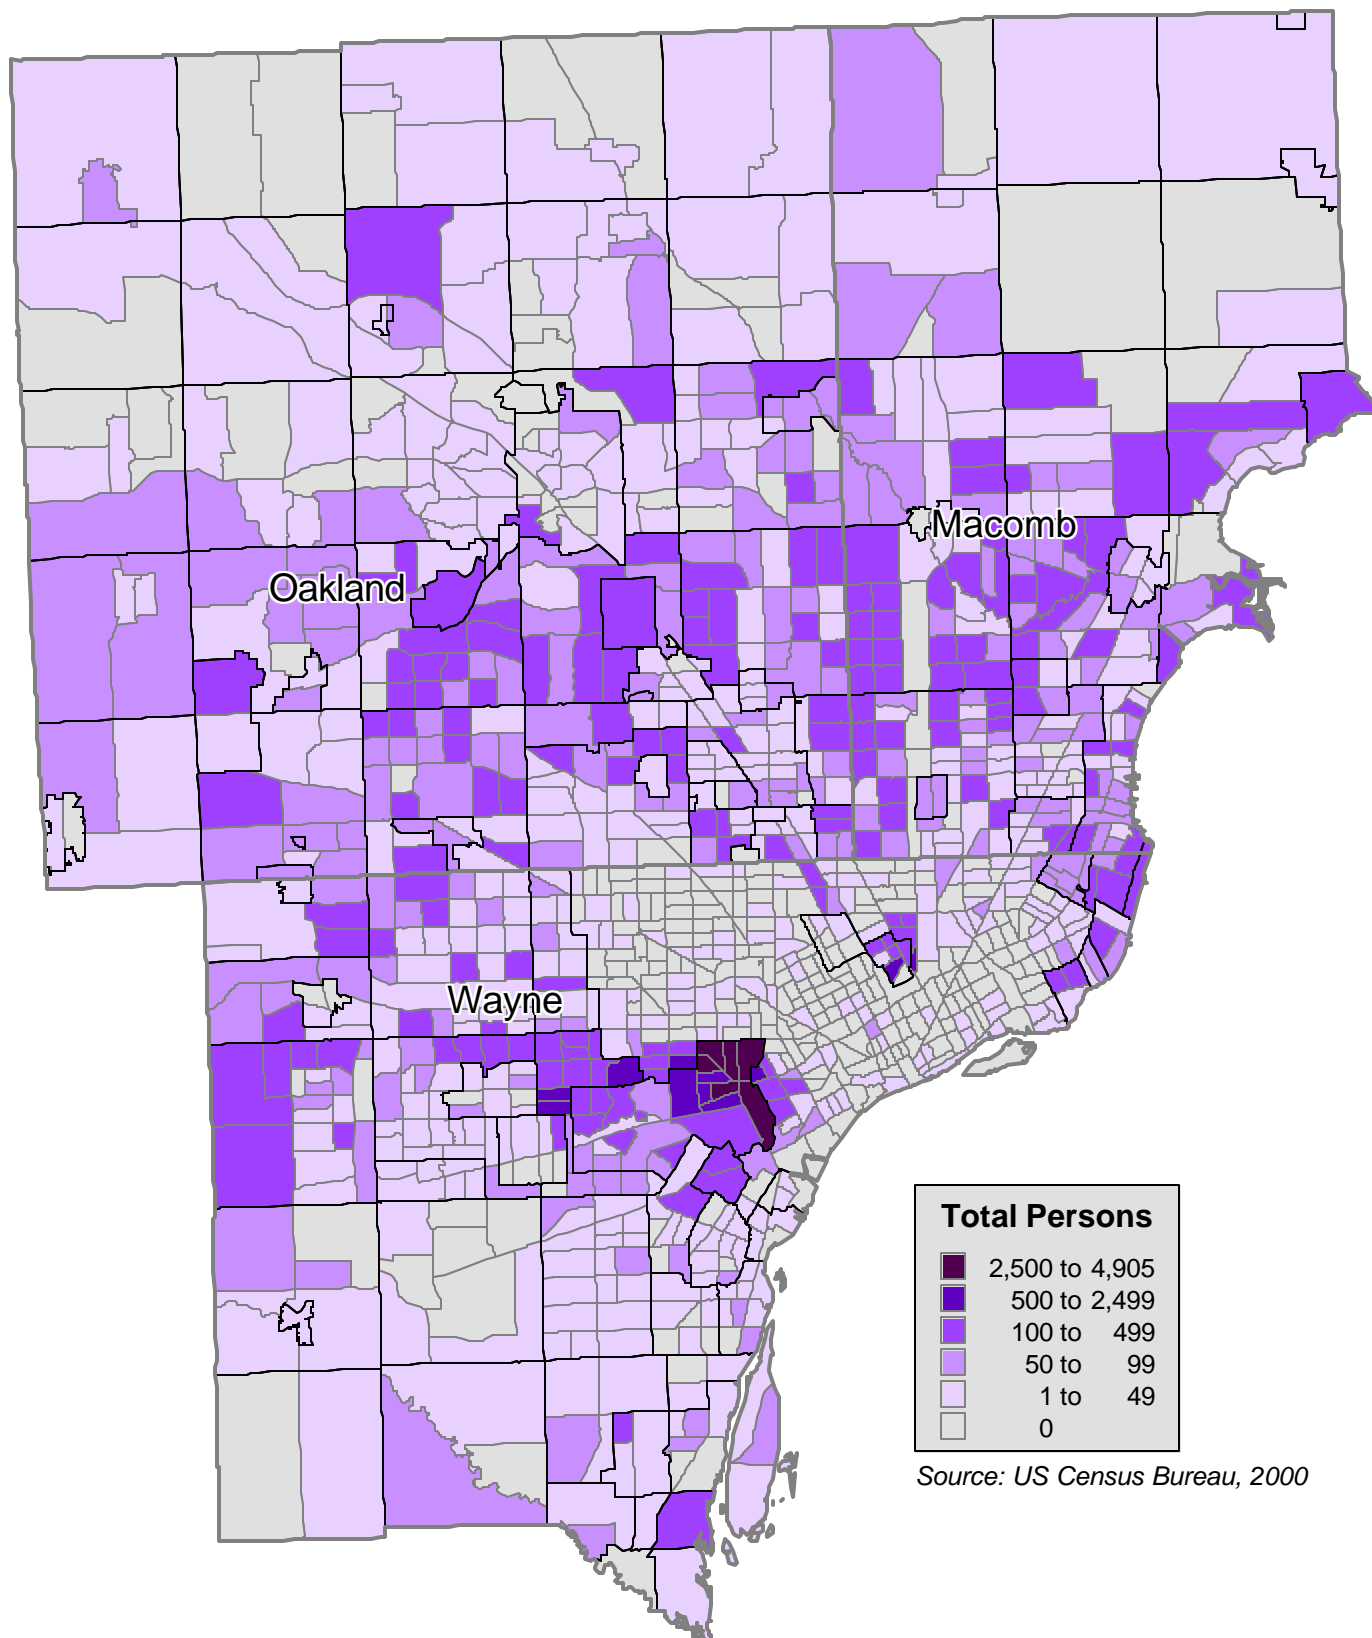 Macomb
Oakland
Wayne
Total Persons
2,500 to 4,905
500 to 2,499
100 to 499
50 to 99
1 to 49
0
Source: US Census Bureau, 2000